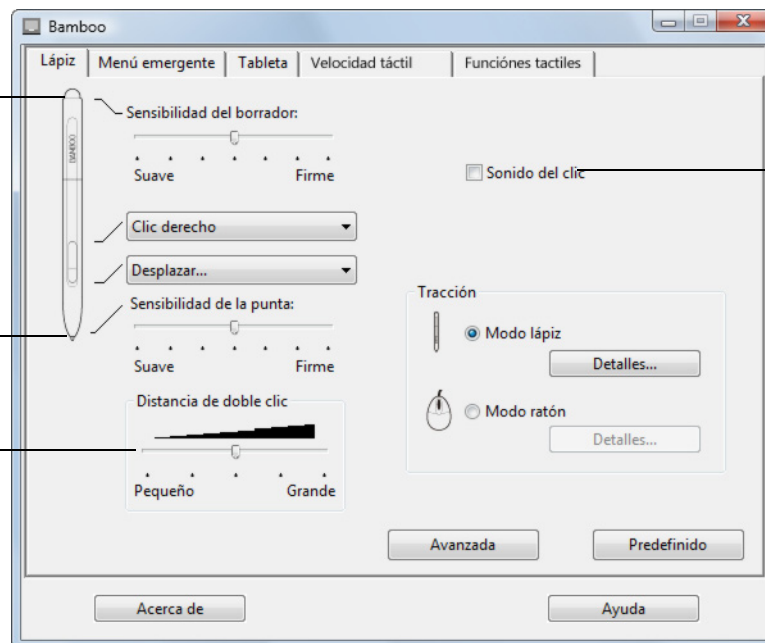 Bamboo
Lápiz
Menú emergente
Tableta
Velocidad táctil
Funciónes tactiles
BAMBOO
Sensibilidad del borrador:
Suave
Firme
Sonido del clic
Clic derecho
Desplazar...
Sensibilidad de la punta:
Suave
Firme
Tracción
Modo lápiz
Detalles...
Modo ratón
Detalles...
Distancia de doble clic
Pequeño
Grande
Avanzada
Predefinido
Acerca de
Ayuda